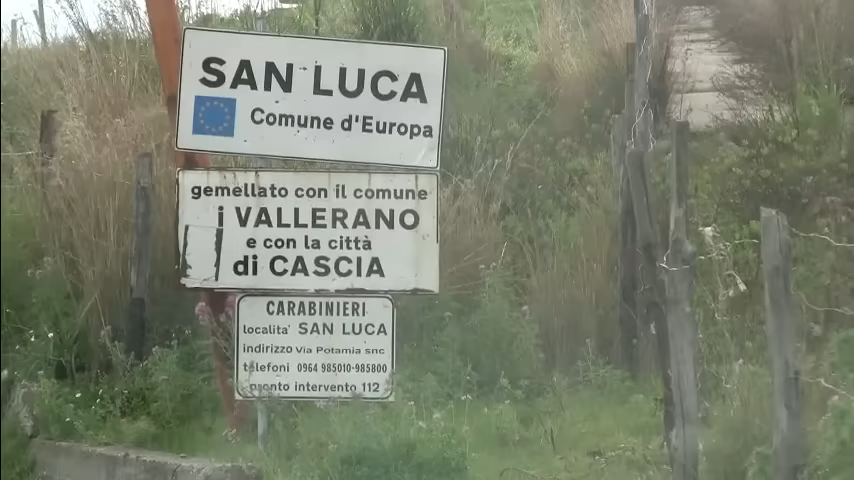 SAN LUCA
Comune d'Europa
gemellato con il comune
i VALLERANO
e con la città
di CASCIA
CARABINIERI
localita' SAN LUCA
indirizzo Via Potamia snc
telefoni 0964 985010-985800
pronto intervento 112